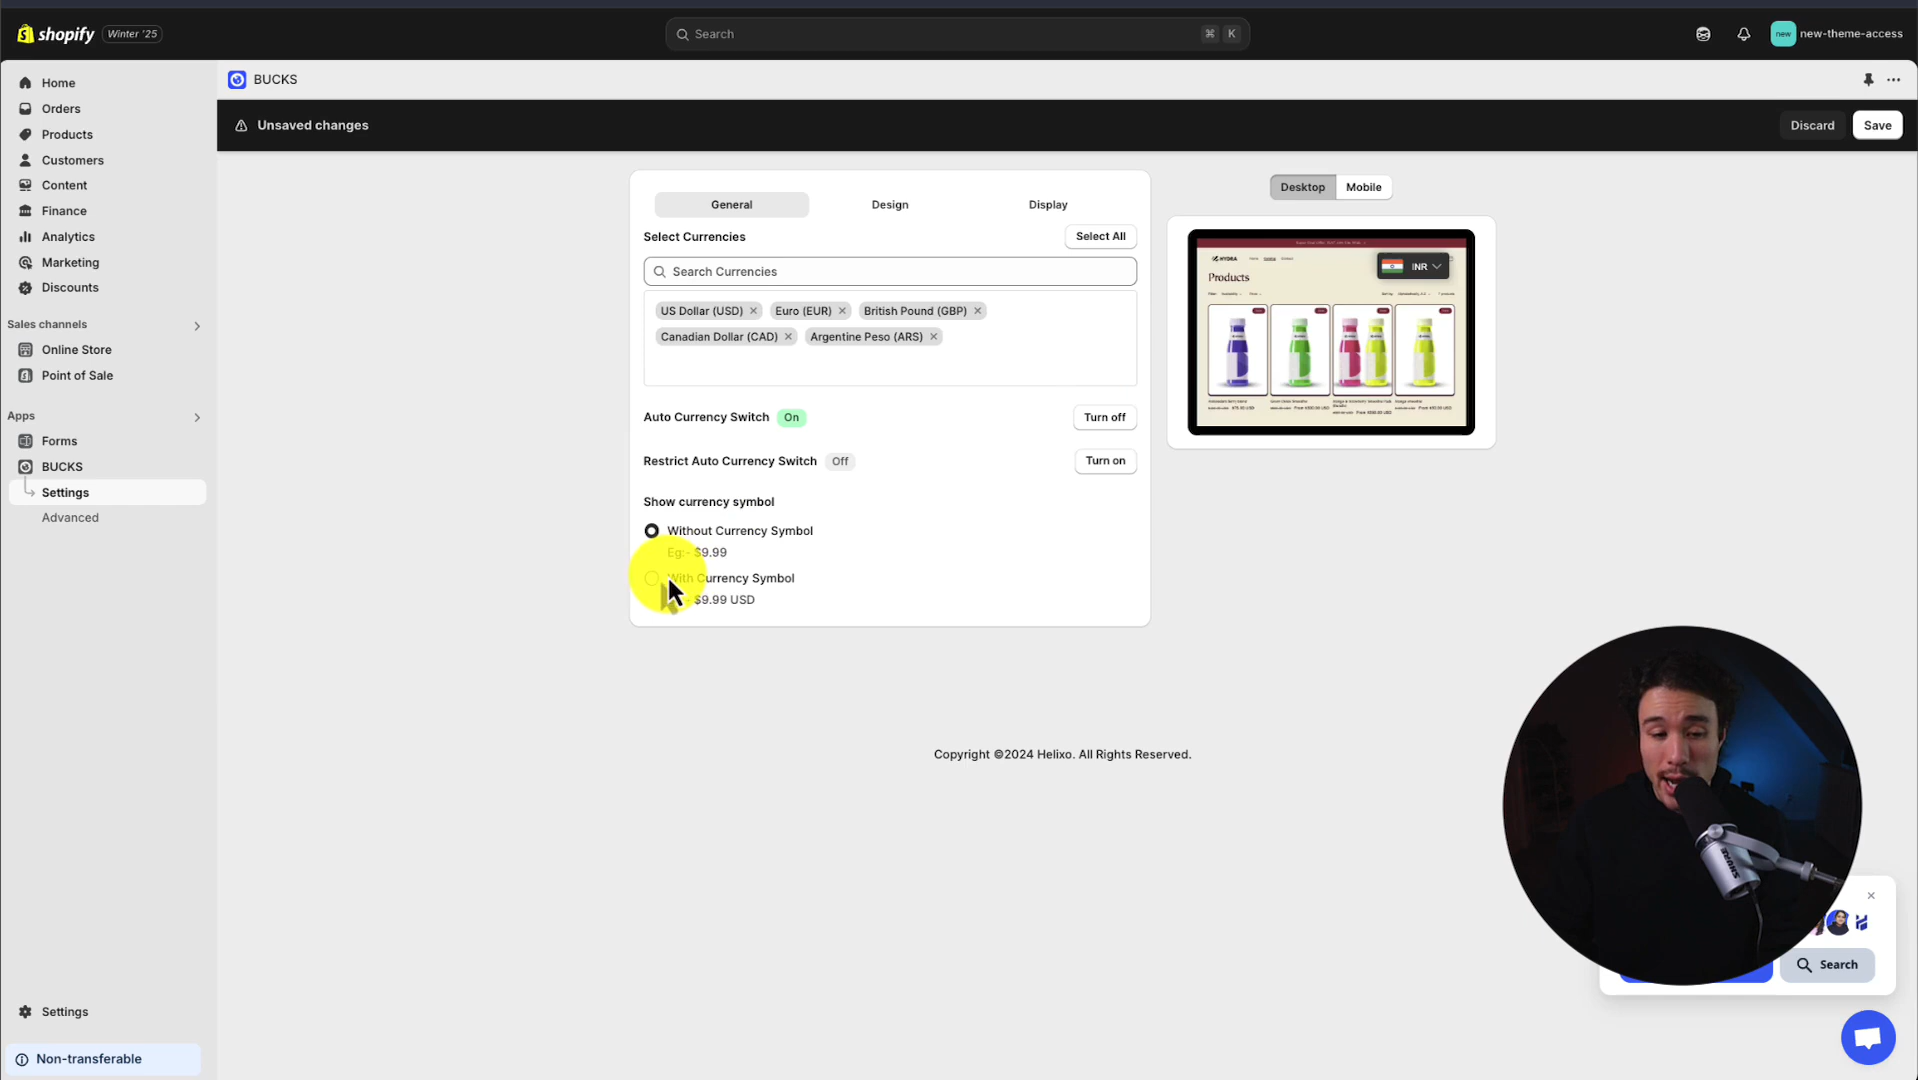 shopify Winter '25
Search ⌘ K
new new-theme-access
Home
Orders
Products
Customers
Content
Finance
Analytics
Marketing
Discounts
Sales channels
Online Store
Point of Sale
Apps
Forms
BUCKS
Settings
Advanced
Settings
Non-transferable
BUCKS
Unsaved changes
Discard Save
General Design Display
Select Currencies Select All
Search Currencies
US Dollar (USD) × Euro (EUR) × British Pound (GBP) ×
Canadian Dollar (CAD) × Argentine Peso (ARS) ×
Auto Currency Switch On Turn off
Restrict Auto Currency Switch Off Turn on
Show currency symbol
Without Currency Symbol
Eg:- $9.99
With Currency Symbol
$9.99 USD
Desktop Mobile
HYDRA
INR
Products
Copyright ©2024 Helixo. All Rights Reserved.
SHURE
Search